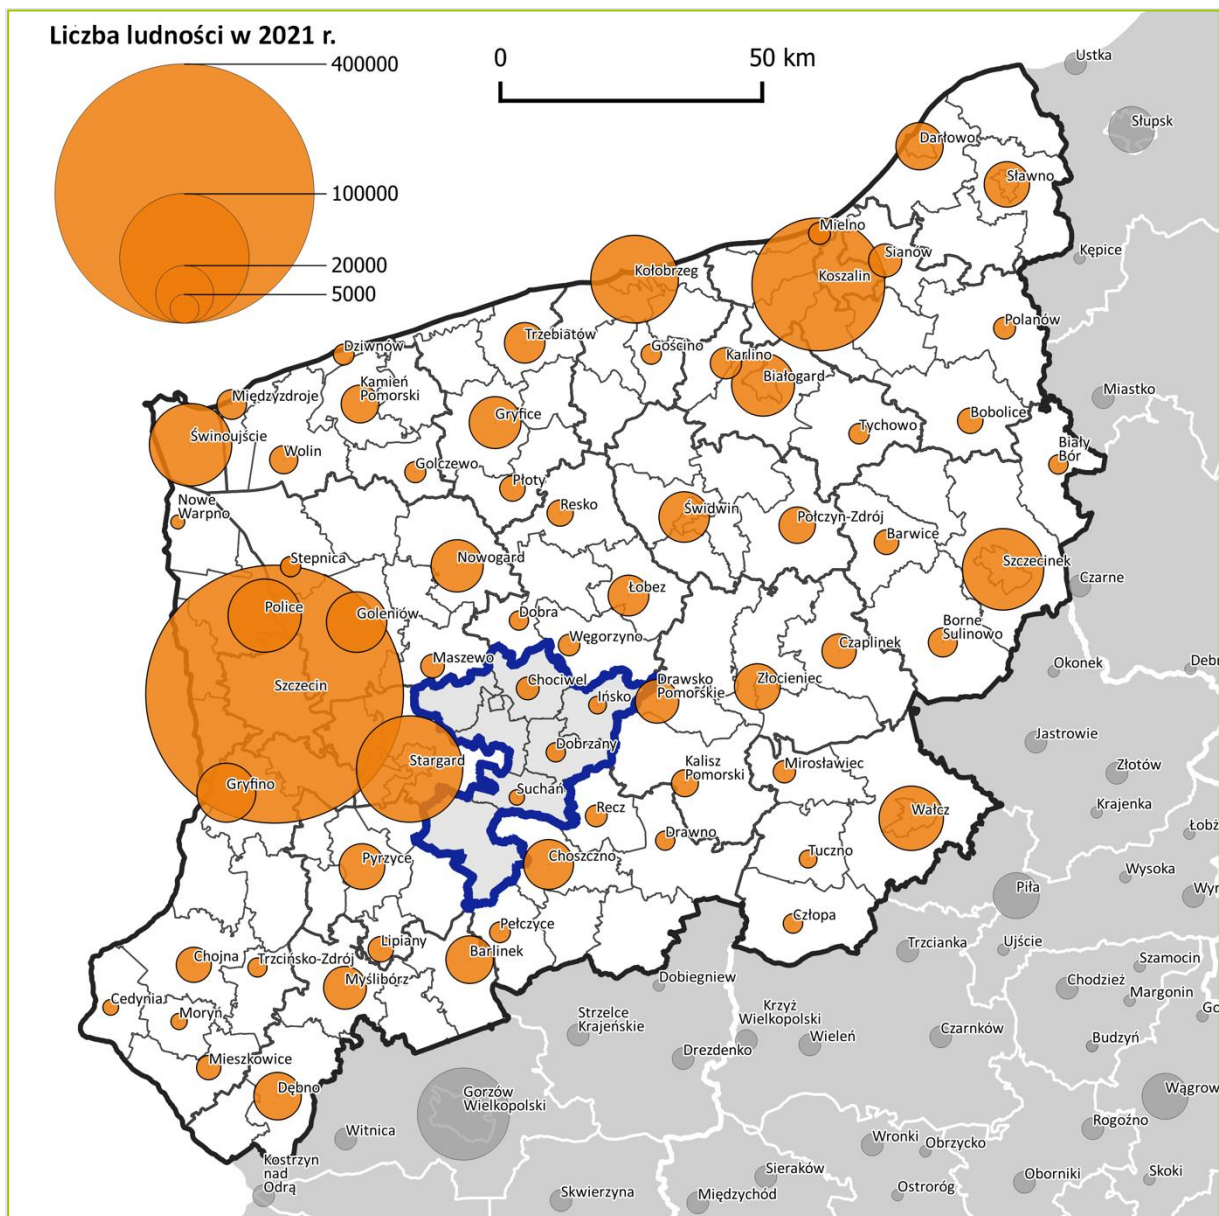 Liczba ludności w 2021 r.
400000
100000
20000
5000
0
50 km
Ustka
Słupsk
Darłowo
Sławno
Mielno
Sianów
Kępice
Kołobrzeg
Koszalin
Polanów
Trzebiatów
Gościno
Dziwnów
Karlino
Białogard
Kamień
Pomorski
Międzyzdroje
Miastko
Świnoujście
Gryfice
Tychowo
Bobolice
Biały
Bór
Wolin
Golczewo
Płoty
Nowe
Warpno
Resko
Świdwin
Połczyn-Zdrój
Barwice
Szczecinek
Stepnica
Nowogard
Łobez
Czarne
Police
Goleniów
Dobra
Węgorzyno
Czaplinek
Borne
Sulinowo
Maszewo
Szczecin
Chociwel
Ińsko
Drawsko
Pomorskie
Złocieniec
Okonek
Debr
Jastrowie
Stargard
Dobrzany
Kalisz
Pomorski
Mirosławiec
Złotów
Gryfino
Suchań
Recz
Drawno
Wałcz
Krajenka
Łobż
Pyrzyce
Choszczno
Tuczno
Wysoka
Piła
Wyr
Człopa
Pełczyce
Lipiany
Barlinek
Trzcianka
Ujście
Chojna
Trzcińsko-Zdrój
Myślibórz
Szamocin
Dobiegniew
Chodzież
Cedynia
Moryń
Margonin
Strzelce
Krajeńskie
Krzyż
Wielkopolski
Wieleń
Czarnków
Go
Budzyń
Drezdenko
Mieszkowice
Dębno
Gorzów
Wielkopolski
Wągrow
Witnica
Rogoźno
Wronki
Obrzycko
Kostrzyn
nad
Odrą
Sieraków
Oborniki
Skoki
Skwierzyna
Międzychód
Ostroróg